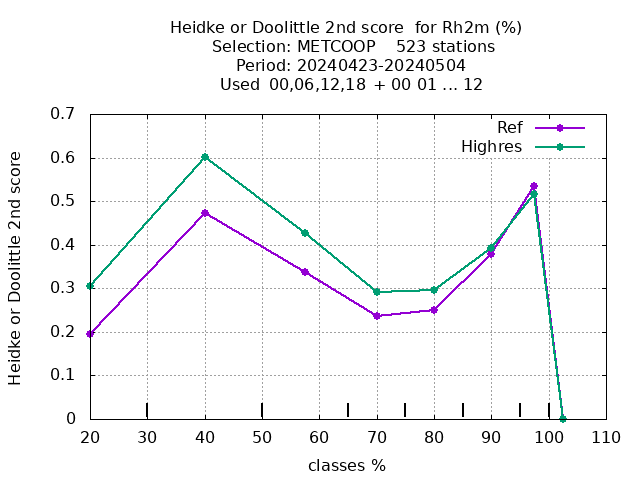 Heidke or Doolittle 2nd score  for Rh2m (%)
Selection: METCOOP    523 stations
Period: 20240423-20240504
Used  00,06,12,18  + 00 01 ... 12
Ref
Highres
Heidke or Doolittle 2nd score
0.7
0.6
0.5
0.4
0.3
0.2
0.1
0
20 30 40 50 60 70 80 90 100 110
classes %